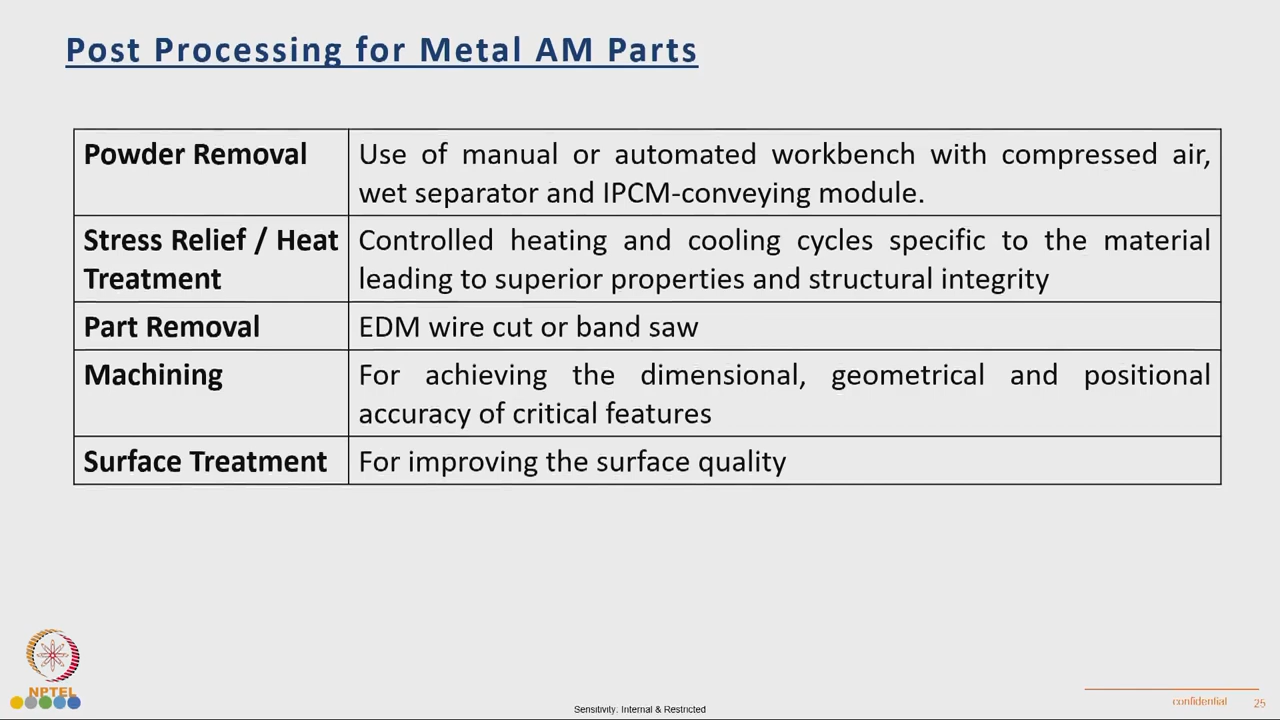 Post Processing for Metal AM Parts
Powder Removal
Use of manual or automated workbench with compressed air,
wet separator and IPCM-conveying module.
Stress Relief / Heat
Treatment
Controlled heating and cooling cycles specific to the material
leading to superior properties and structural integrity
Part Removal
EDM wire cut or band saw
Machining
For achieving the dimensional, geometrical and positional
accuracy of critical features
Surface Treatment
For improving the surface quality
NPTEL
Sensitivity: Internal & Restricted
confidential
25